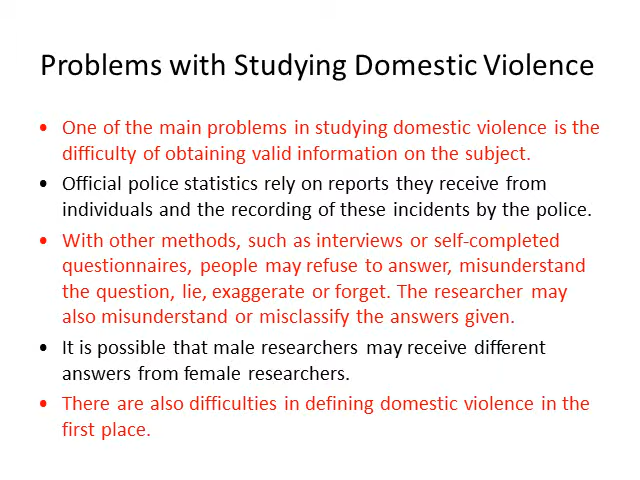 Problems with Studying Domestic Violence
• One of the main problems in studying domestic violence is the
difficulty of obtaining valid information on the subject.
• Official police statistics rely on reports they receive from
individuals and the recording of these incidents by the police.
• With other methods, such as interviews or self-completed
questionnaires, people may refuse to answer, misunderstand
the question, lie, exaggerate or forget. The researcher may
also misunderstand or misclassify the answers given.
• It is possible that male researchers may receive different
answers from female researchers.
• There are also difficulties in defining domestic violence in the
first place.